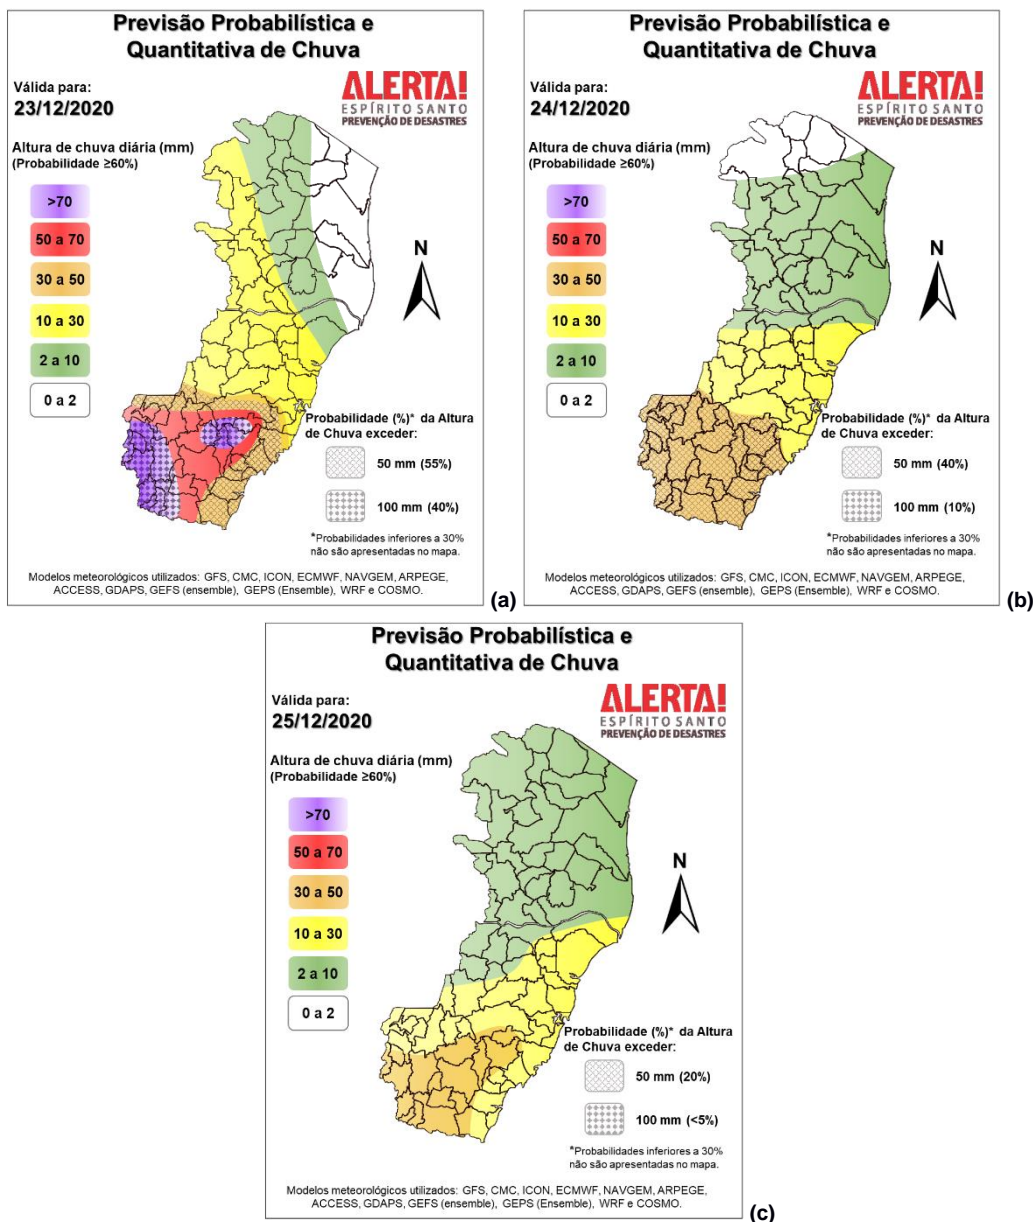 Previsão Probabilística e
Quantitativa de Chuva
Válida para:
23/12/2020
ALERTA!
ESPÍRITO SANTO
PREVENÇÃO DE DESASTRES
Altura de chuva diária (mm)
(Probabilidade ≥60%)
>70
50 a 70
30 a 50
10 a 30
2 a 10
0 a 2
N
Probabilidade (%)* da Altura
de Chuva exceder:
50 mm (55%)
100 mm (40%)
*Probabilidades inferiores a 30%
não são apresentadas no mapa.
Modelos meteorológicos utilizados: GFS, CMC, ICON, ECMWF, NAVGEM, ARPEGE,
ACCESS, GDAPS, GEFS (ensemble), GEPS (Ensemble), WRF e COSMO.
(a)
Previsão Probabilística e
Quantitativa de Chuva
Válida para:
24/12/2020
ALERTA!
ESPÍRITO SANTO
PREVENÇÃO DE DESASTRES
Altura de chuva diária (mm)
(Probabilidade ≥60%)
>70
50 a 70
30 a 50
10 a 30
2 a 10
0 a 2
N
Probabilidade (%)* da Altura
de Chuva exceder:
50 mm (40%)
100 mm (10%)
*Probabilidades inferiores a 30%
não são apresentadas no mapa.
Modelos meteorológicos utilizados: GFS, CMC, ICON, ECMWF, NAVGEM, ARPEGE,
ACCESS, GDAPS, GEFS (ensemble), GEPS (Ensemble), WRF e COSMO.
(b)
Previsão Probabilística e
Quantitativa de Chuva
Válida para:
25/12/2020
ALERTA!
ESPÍRITO SANTO
PREVENÇÃO DE DESASTRES
Altura de chuva diária (mm)
(Probabilidade ≥60%)
>70
50 a 70
30 a 50
10 a 30
2 a 10
0 a 2
N
Probabilidade (%)* da Altura
de Chuva exceder:
50 mm (20%)
100 mm (<5%)
*Probabilidades inferiores a 30%
não são apresentadas no mapa.
Modelos meteorológicos utilizados: GFS, CMC, ICON, ECMWF, NAVGEM, ARPEGE,
ACCESS, GDAPS, GEFS (ensemble), GEPS (Ensemble), WRF e COSMO.
(c)